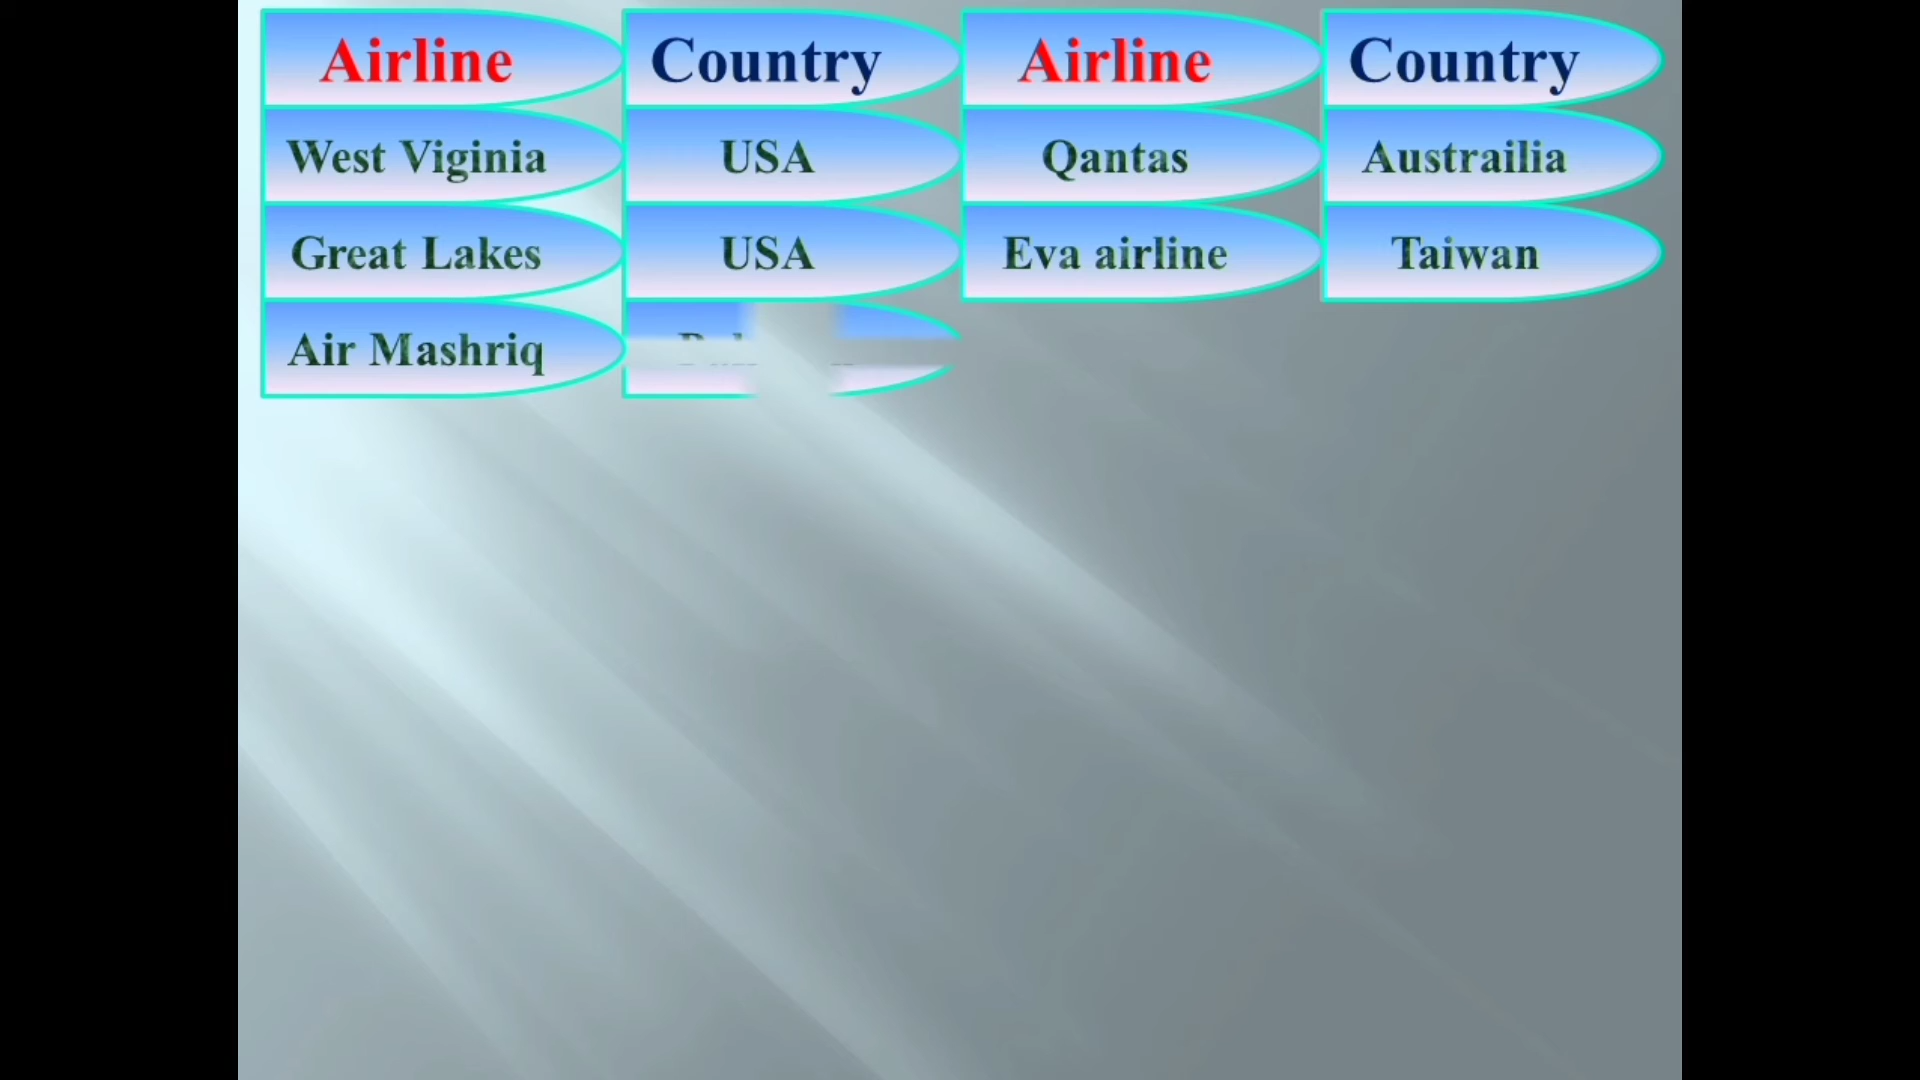 Airline Country Airline Country
West Viginia USA Qantas Austrailia
Great Lakes USA Eva airline Taiwan
Air Mashriq